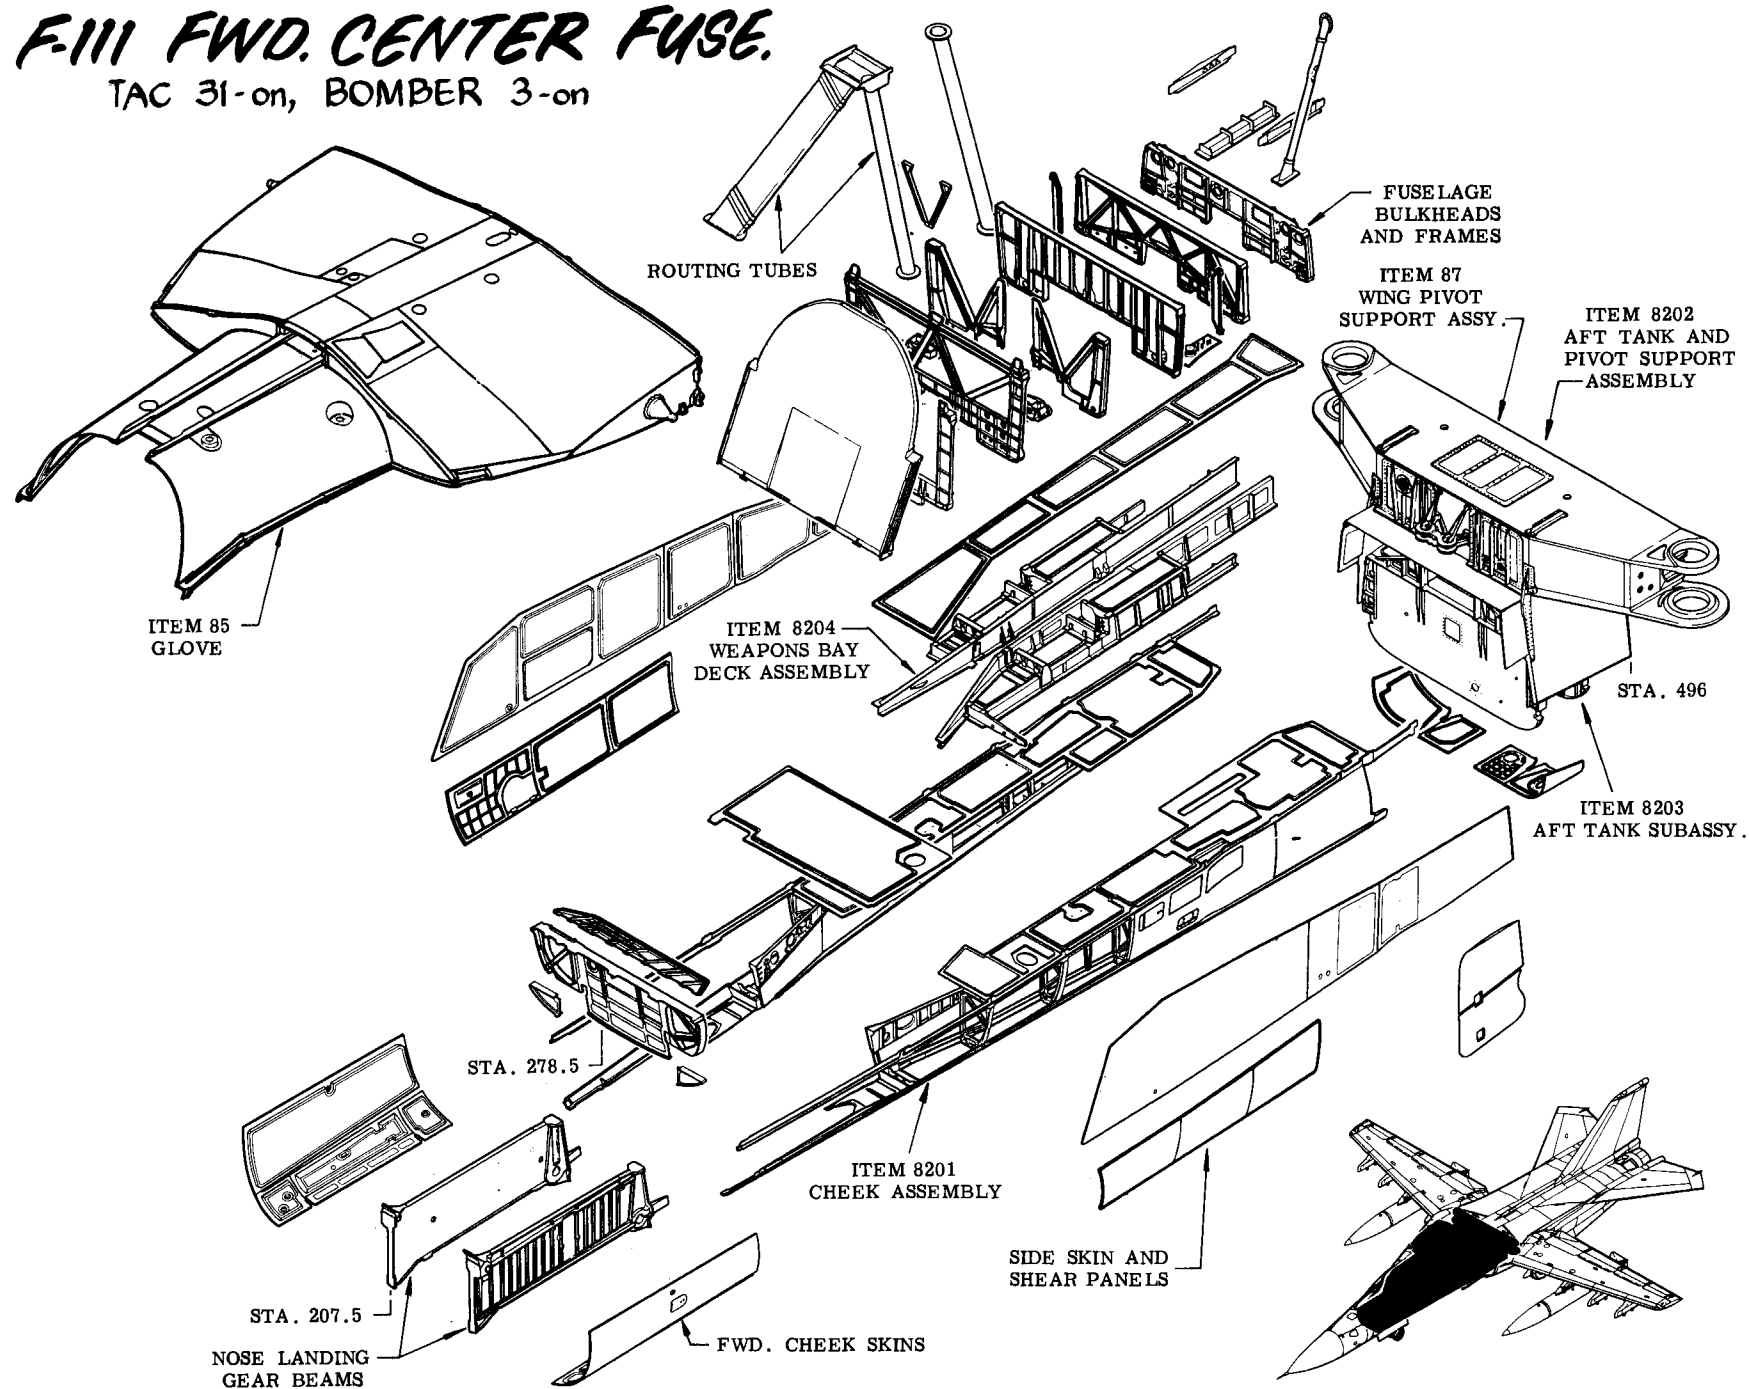 F-111 FWD. CENTER FUSE.
TAC 31-on, BOMBER 3-on
ROUTING TUBES
FUSELAGE
BULKHEADS
AND FRAMES
ITEM 87
WING PIVOT
SUPPORT ASSY.
ITEM 8202
AFT TANK AND
PIVOT SUPPORT
ASSEMBLY
ITEM 85
GLOVE
ITEM 8204
WEAPONS BAY
DECK ASSEMBLY
STA. 496
ITEM 8203
AFT TANK SUBASSY.
STA. 278.5
ITEM 8201
CHEEK ASSEMBLY
SIDE SKIN AND
SHEAR PANELS
STA. 207.5
NOSE LANDING
GEAR BEAMS
FWD. CHEEK SKINS